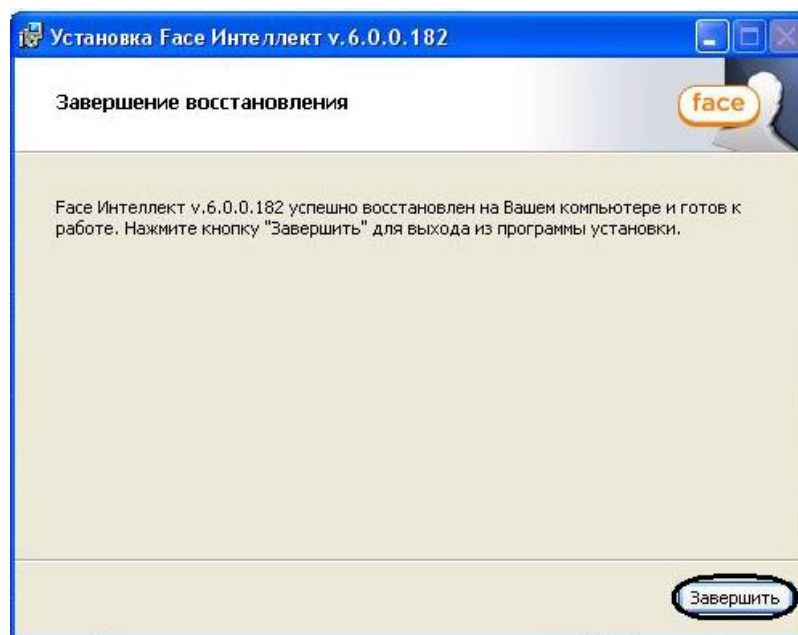 Установка Face Интеллект v.6.0.0.182
Завершение восстановления
face
Face Интеллект v.6.0.0.182 успешно восстановлен на Вашем компьютере и готов к
работе. Нажмите кнопку "Завершить" для выхода из программы установки.
Завершить